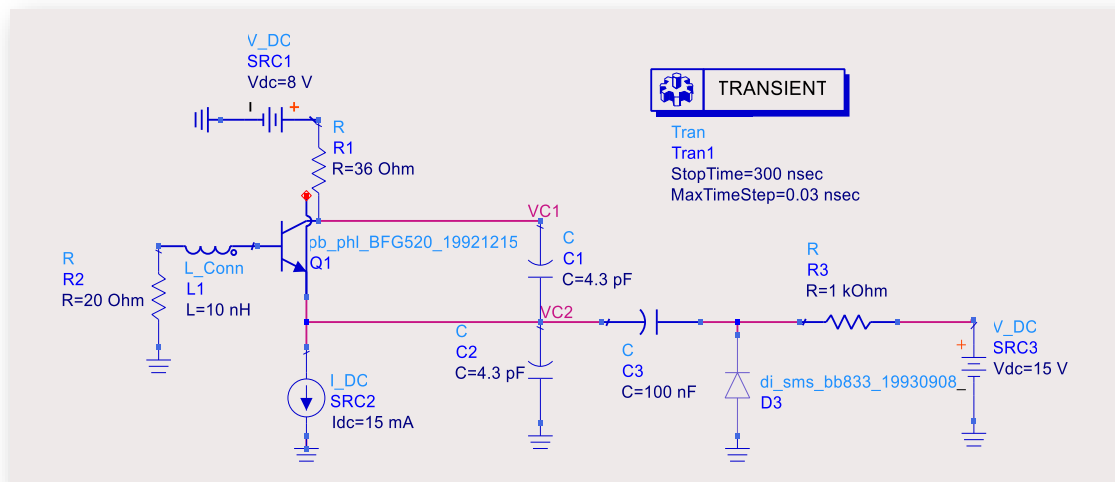 V_DC
SRC1
Vdc=8 V
R
R1
R=36 Ohm
TRANSIENT
Tran
Tran1
StopTime=300 nsec
MaxTimeStep=0.03 nsec
VC1
pb_phl_BFG520_19921215
Q1
C
C1
C=4.3 pF
R
R2
R=20 Ohm
L_Conn
L1
L=10 nH
R
R3
R=1 kOhm
VC2
C
C2
C=4.3 pF
C
C3
C=100 nF
V_DC
SRC3
Vdc=15 V
I_DC
SRC2
Idc=15 mA
di_sms_bb833_19930908_
D3